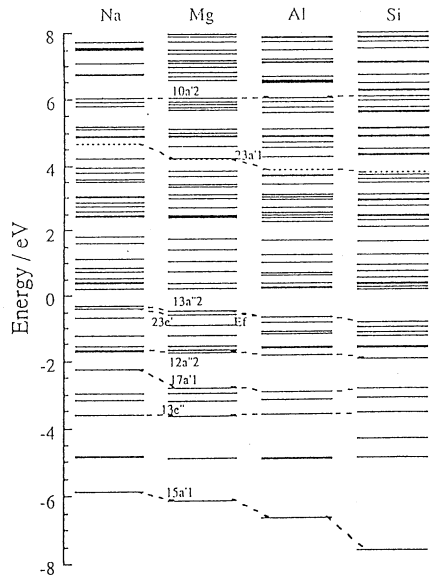 Na Mg Al Si
Energy / eV
8
6
4
2
0
-2
-4
-6
-8
10a'2
23a'1
13a"2
23e' Ef
12a"2
17a'1
13e"
15a'1